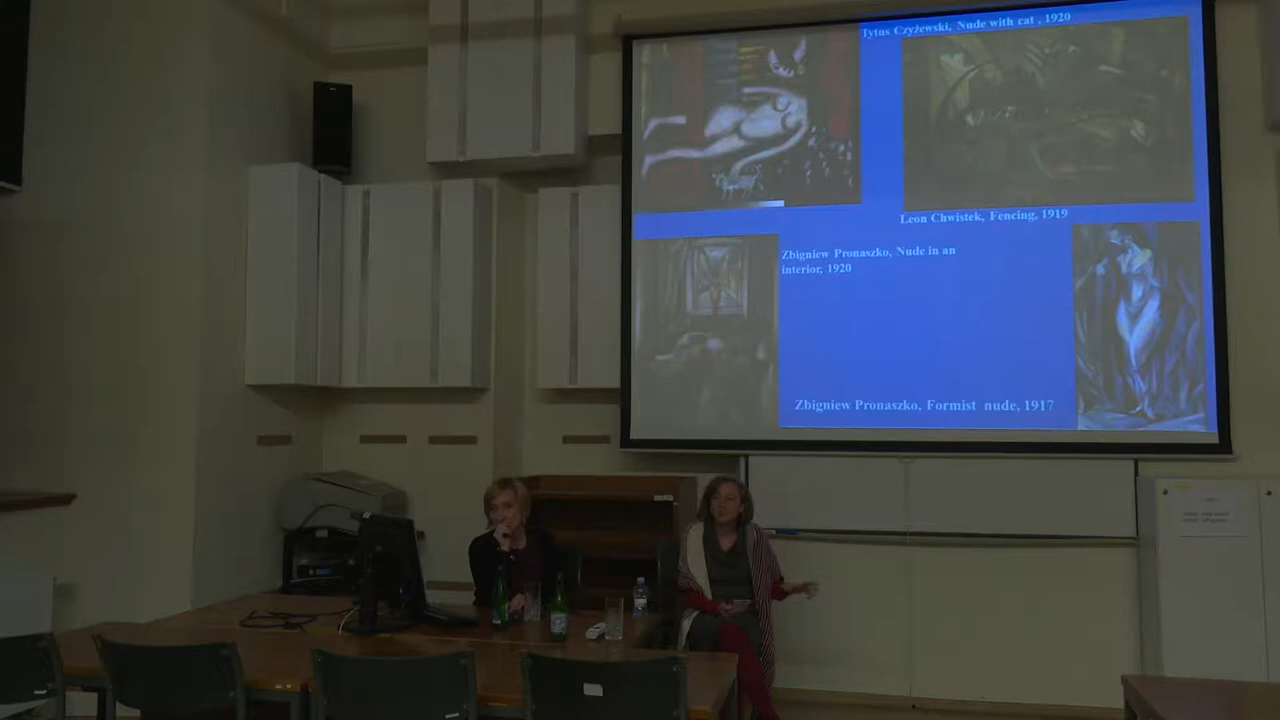 Tytus Czyżewski, Nude with cat , 1920
Leon Chwistek, Fencing, 1919
Zbigniew Pronaszko, Nude in an
interior, 1920
Zbigniew Pronaszko, Formist nude, 1917